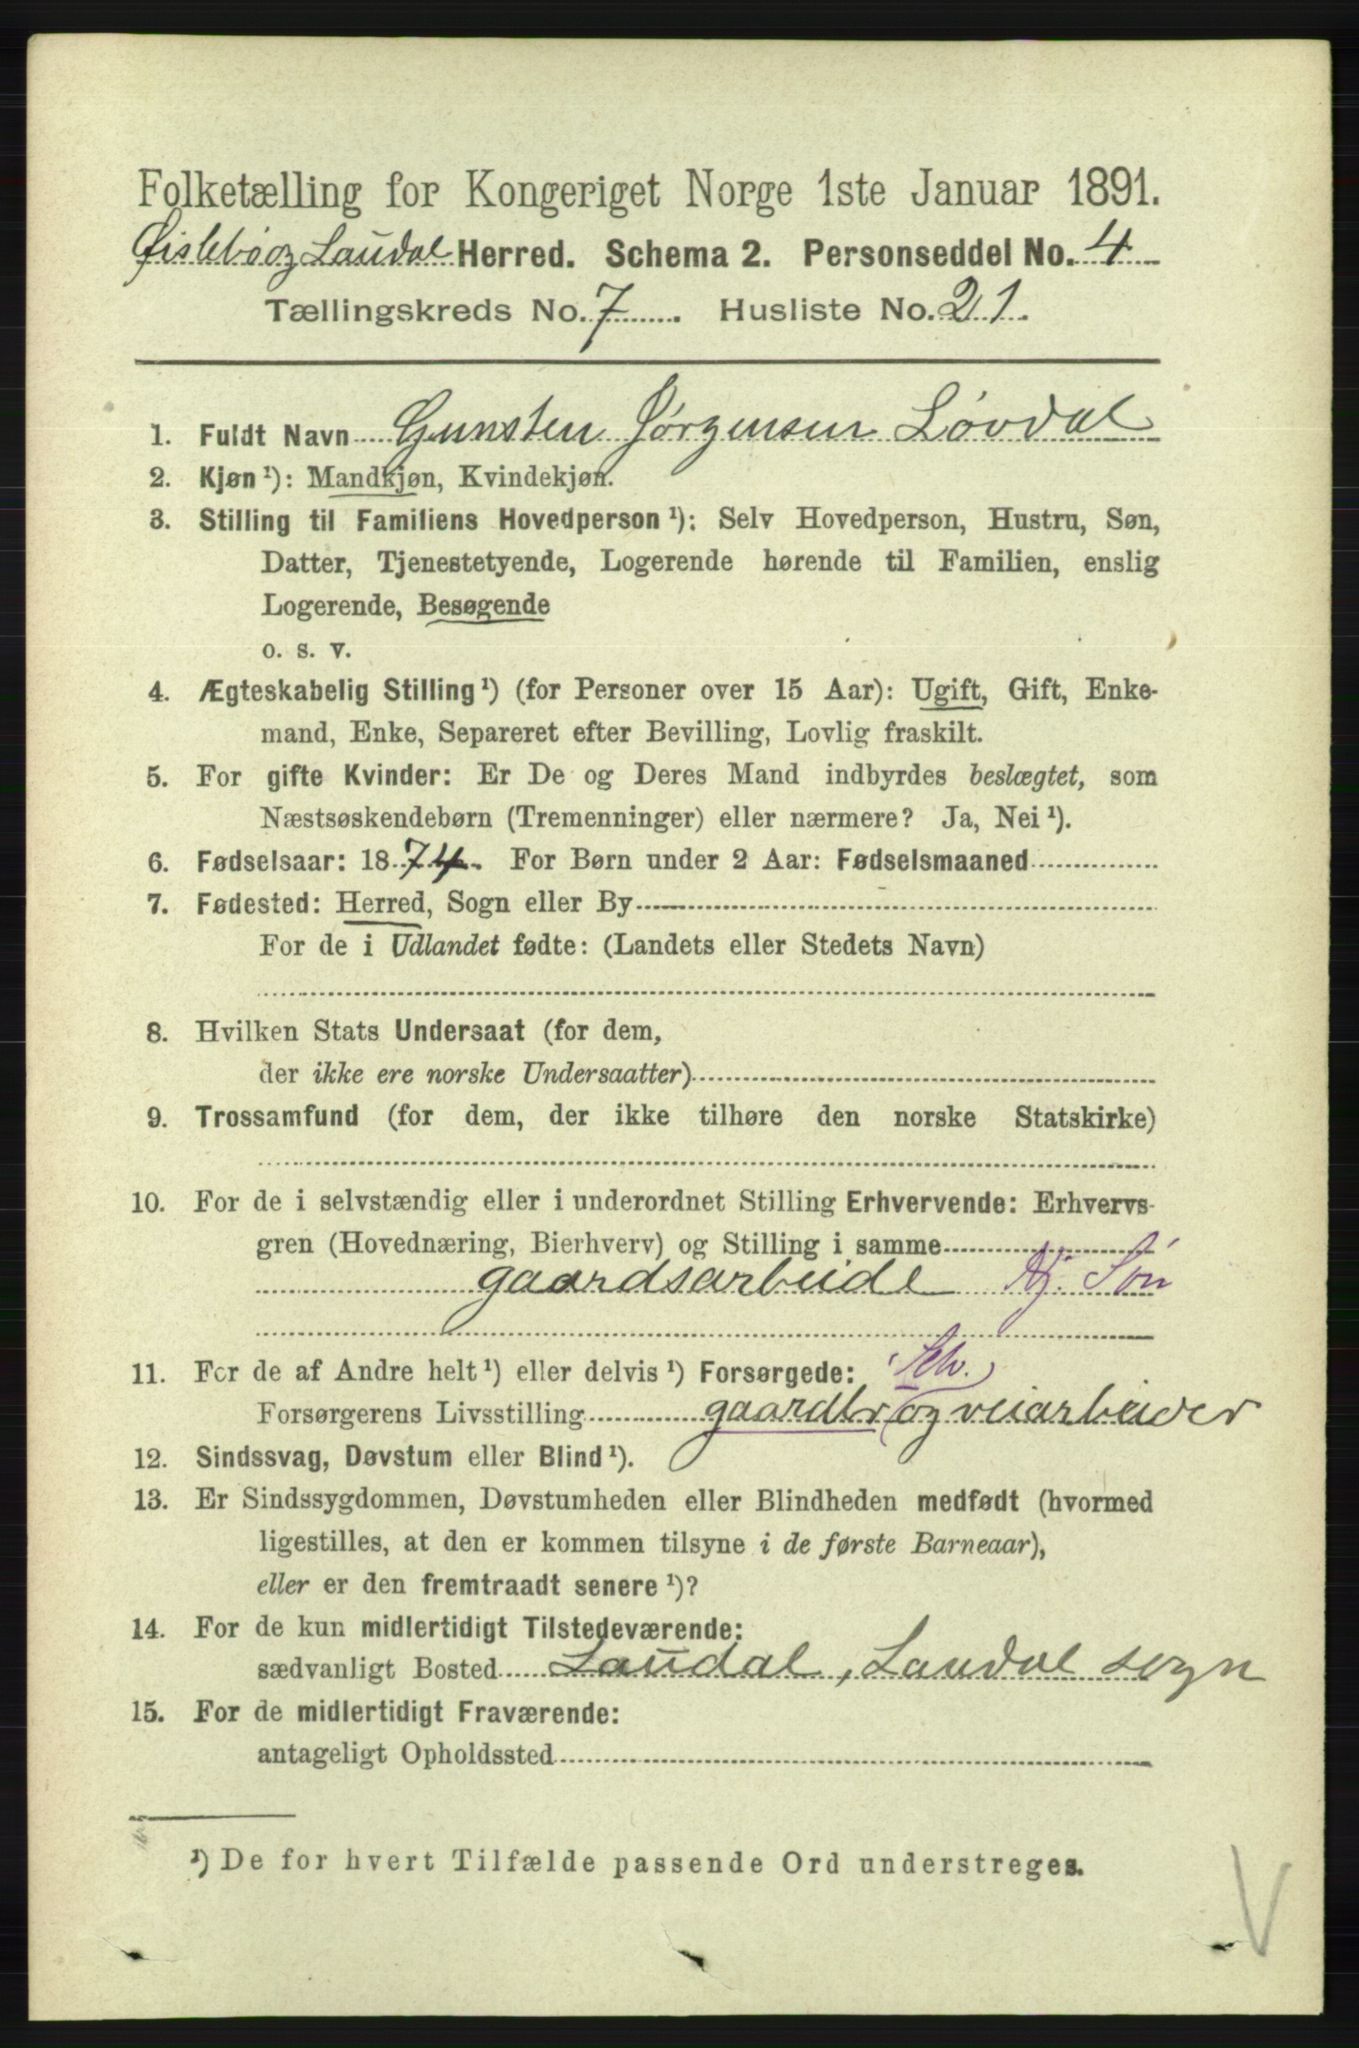 Folketælling for Kongeriget Norge 1ste Januar 1891.
Øislebø og Laudal Herred. Schema 2. Personseddel No. 4
Tællingskreds No. 7. Husliste No. 21.
1. Fuldt Navn Gunsten Jørgensen Løvdal
2. Kjøn ¹): Mandkjøn, Kvindekjøn.
3. Stilling til Familiens Hovedperson ¹): Selv Hovedperson, Hustru, Søn,
Datter, Tjenestetyende, Logerende hørende til Familien, enslig
Logerende, Besøgende
o. s. v.
4. Ægteskabelig Stilling ¹) (for Personer over 15 Aar): Ugift, Gift, Enke-
mand, Enke, Separeret efter Bevilling, Lovlig fraskilt.
5. For gifte Kvinder: Er De og Deres Mand indbyrdes beslægtet, som
Næstsøskendebørn (Tremenninger) eller nærmere? Ja, Nei ¹).
6. Fødselsaar: 1874. For Børn under 2 Aar: Fødselsmaaned
7. Fødested: Herred, Sogn eller By
For de i Udlandet fødte: (Landets eller Stedets Navn)
8. Hvilken Stats Undersaat (for dem,
der ikke ere norske Undersaatter)
9. Trossamfund (for dem, der ikke tilhøre den norske Statskirke)
10. For de i selvstændig eller i underordnet Stilling Erhvervende: Erhvervs-
gren (Hovednæring, Bierhverv) og Stilling i samme
gaardsarbeide Søn
11. For de af Andre helt ¹) eller delvis ¹) Forsørgede: Selv.
Forsørgerens Livsstilling gaardbr og veiarbeider
12. Sindssvag, Døvstum eller Blind ¹).
13. Er Sindssygdommen, Døvstumheden eller Blindheden medfødt (hvormed
ligestilles, at den er kommen tilsyne i de første Barneaar),
eller er den fremtraadt senere ¹)?
14. For de kun midlertidigt Tilstedeværende:
sædvanligt Bosted Laudal, Laudal sogn
15. For de midlertidigt Fraværende:
antageligt Opholdssted
¹) De for hvert Tilfælde passende Ord understreges.
V